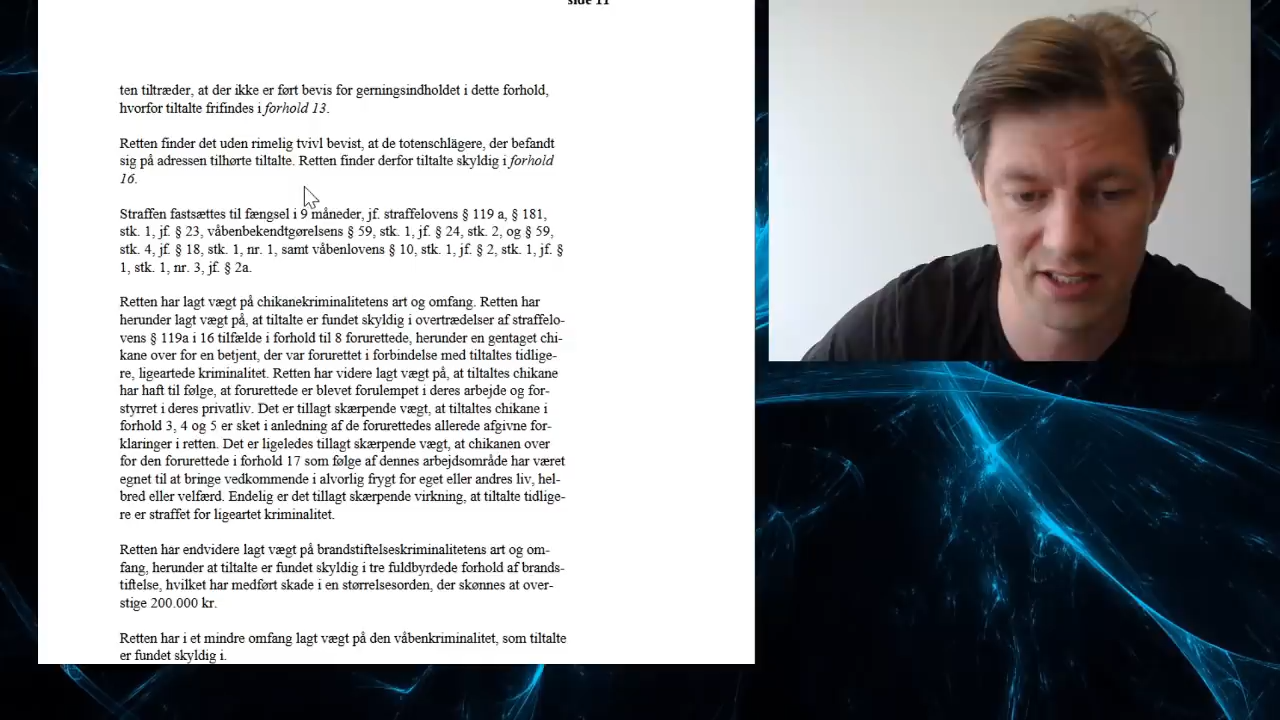 side 11
ten tiltræder, at der ikke er ført bevis for gerningsindholdet i dette forhold,
hvorfor tiltalte frifindes i forhold 13.
Retten finder det uden rimelig tvivl bevist, at de totenschlägere, der befandt
sig på adressen tilhørte tiltalte. Retten finder derfor tiltalte skyldig i forhold
16.
Straffen fastsættes til fængsel i 9 måneder, jf. straffelovens § 119 a, § 181,
stk. 1, jf. § 23, våbenbekendtgørelsens § 59, stk. 1, jf. § 24, stk. 2, og § 59,
stk. 4, jf. § 18, stk. 1, nr. 1, samt våbenlovens § 10, stk. 1, jf. § 2, stk. 1, jf. §
1, stk. 1, nr. 3, jf. § 2a.
Retten har lagt vægt på chikanekriminalitetens art og omfang. Retten har
herunder lagt vægt på, at tiltalte er fundet skyldig i overtrædelser af straffelo-
vens § 119a i 16 tilfælde i forhold til 8 forurettede, herunder en gentaget chi-
kane over for en betjent, der var forurettet i forbindelse med tiltaltes tidlige-
re, ligeartede kriminalitet. Retten har videre lagt vægt på, at tiltaltes chikane
har haft til følge, at forurettede er blevet forulempet i deres arbejde og for-
styrret i deres privatliv. Det er tillagt skærpende vægt, at tiltaltes chikane i
forhold 3, 4 og 5 er sket i anledning af de forurettedes allerede afgivne for-
klaringer i retten. Det er ligeledes tillagt skærpende vægt, at chikanen over
for den forurettede i forhold 17 som følge af dennes arbejdsområde har været
egnet til at bringe vedkommende i alvorlig frygt for eget eller andres liv, hel-
bred eller velfærd. Endelig er det tillagt skærpende virkning, at tiltalte tidlige-
re er straffet for ligeartet kriminalitet.
Retten har endvidere lagt vægt på brandstiftelseskriminalitetens art og om-
fang, herunder at tiltalte er fundet skyldig i tre fuldbyrdede forhold af brands-
tiftelse, hvilket har medført skade i en størrelsesorden, der skønnes at over-
stige 200.000 kr.
Retten har i et mindre omfang lagt vægt på den våbenkriminalitet, som tiltalte
er fundet skyldig i.